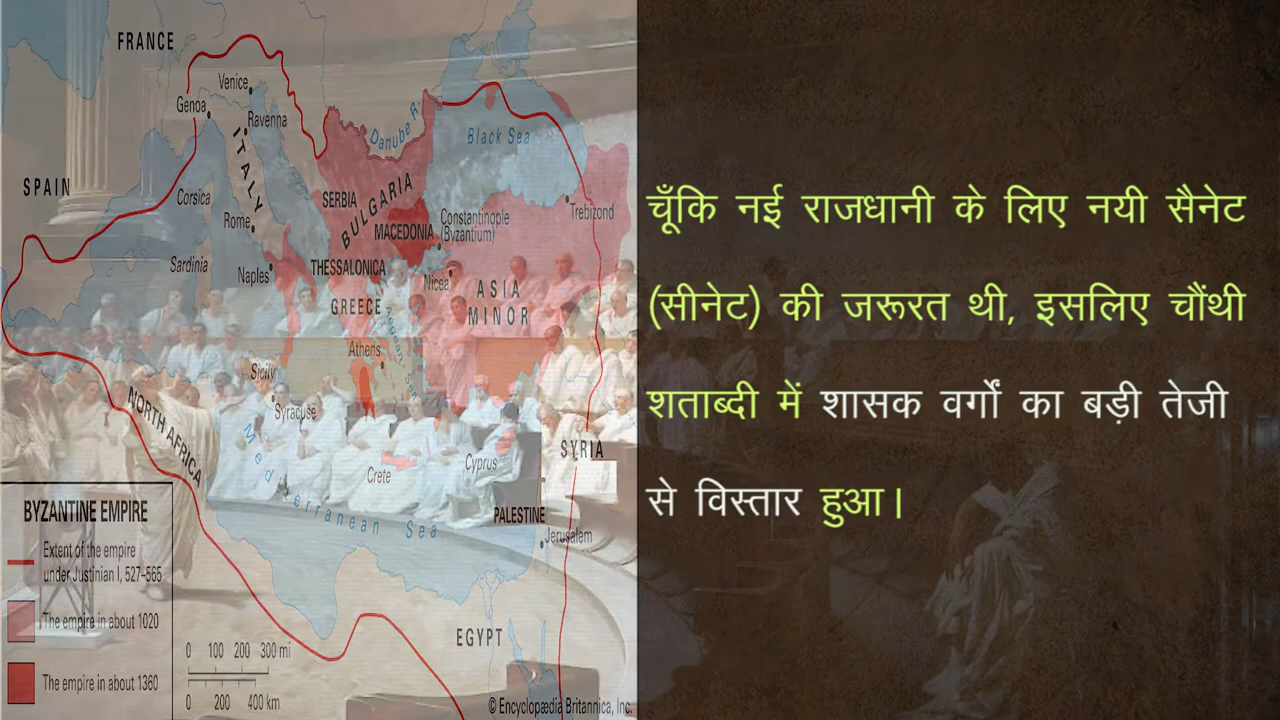 FRANCE
Venice
Genoa
Ravenna
ITALY
SPAIN
Corsica
Rome
Sardinia
Naples
Danube R.
Black Sea
SERBIA
BULGARIA
MACEDONIA
Constantinople
(Byzantium)
Trebizond
THESSALONICA
Nicea
GREECE
ASIA
MINOR
Aegean Sea
Athens
Sicily
Syracuse
NORTH AFRICA
Mediterranean Sea
Crete
Cyprus
SYRIA
PALESTINE
Jerusalem
EGYPT
BYZANTINE EMPIRE
Extent of the empire
under Justinian I, 527–565
The empire in about 1020
The empire in about 1360
0 100 200 300 mi
0 200 400 km
© Encyclopædia Britannica, Inc.
चूँकि नई राजधानी के लिए नयी सैनेट
(सीनेट) की जरूरत थी, इसलिए चौंथी
शताब्दी में शासक वर्गों का बड़ी तेजी
से विस्तार हुआ।